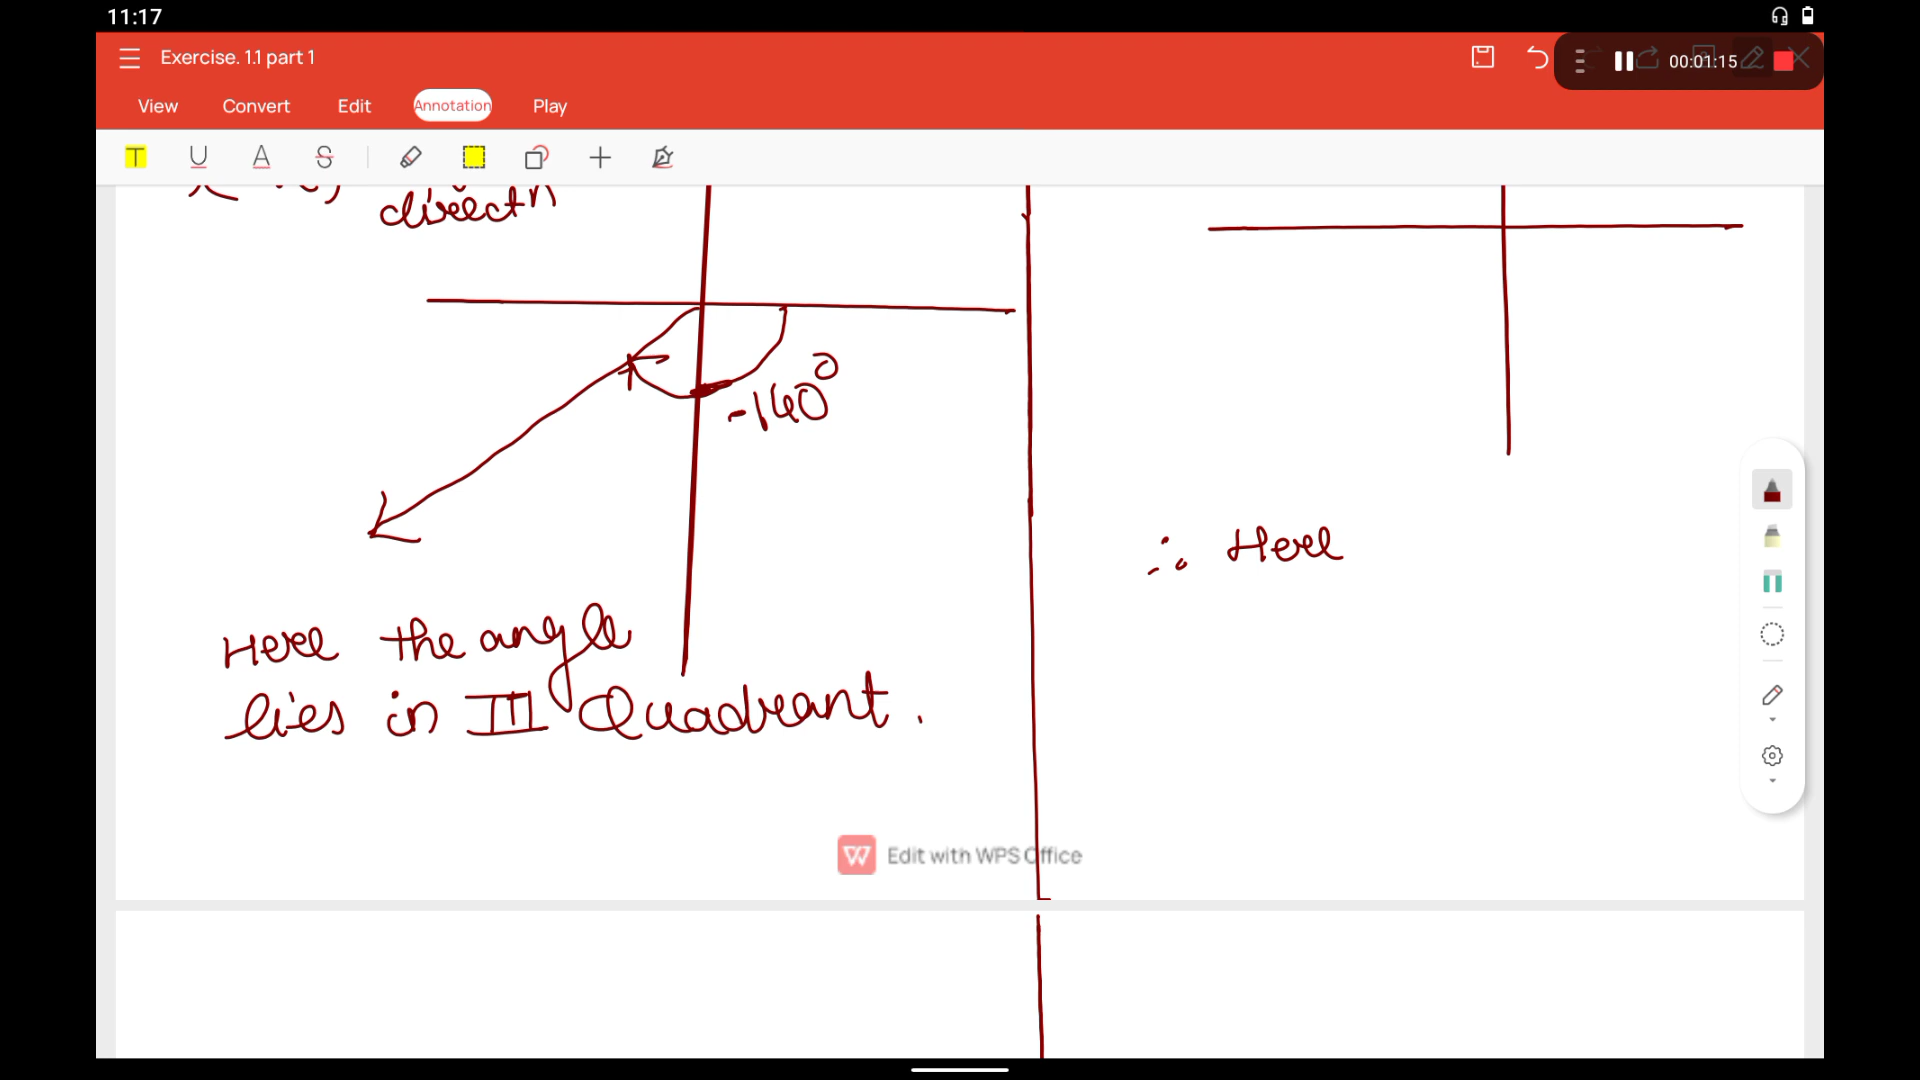 11:17
Exercise. 1.1 part 1
00:01:15
View Convert Edit Annotation Play
T U A S
directn
-140°
∴ Here
Here the angle
lies in III Quadrant.
W Edit with WPS Office